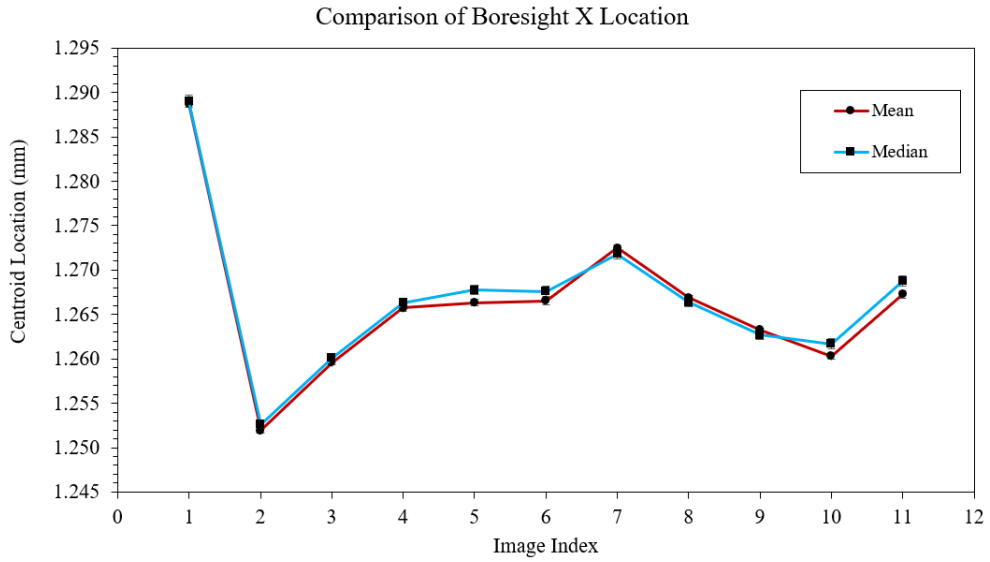 Comparison of Boresight X Location
1.295
1.290
1.285
1.280
1.275
1.270
1.265
1.260
1.255
1.250
1.245
Centroid Location (mm)
Mean
Median
0 1 2 3 4 5 6 7 8 9 10 11 12
Image Index